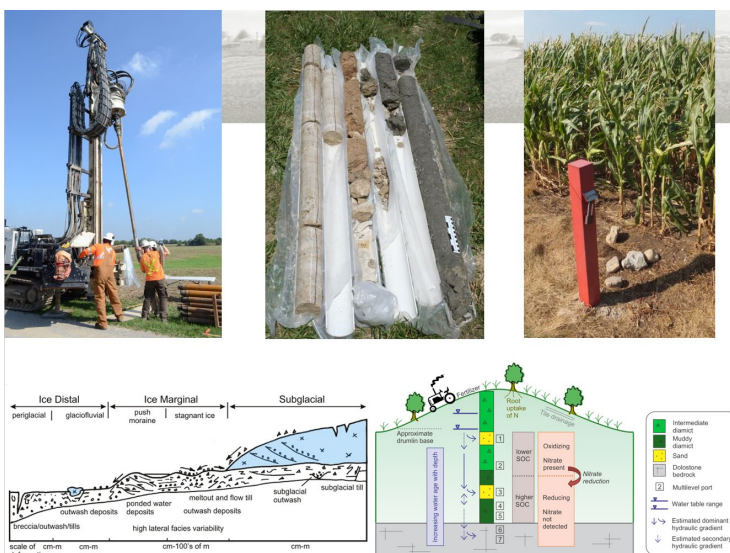 Ice Distal
Ice Marginal
Subglacial
periglacial
glaciofluvial
push
moraine
stagnant ice
outwash deposits
ponded water
deposits
meltout and flow till
outwash deposits
subglacial
outwash
subglacial till
breccia/outwash/tills
high lateral facies variability
scale of
cm-m
cm-m
cm-100's of m
cm-m
Fertilizer
Root
uptake
of N
Tile drainage
Approximate
drumlin base
Increasing water age with depth
1
2
3
4
5
6
7
lower
SOC
higher
SOC
Oxidizing
Nitrate
present
Nitrate
reduction
Reducing
Nitrate
not
detected
Intermediate
diamict
Muddy
diamict
Sand
Dolostone
bedrock
2 Multilevel port
Water table range
Estimated dominant
hydraulic gradient
Estimated secondary
hydraulic gradient